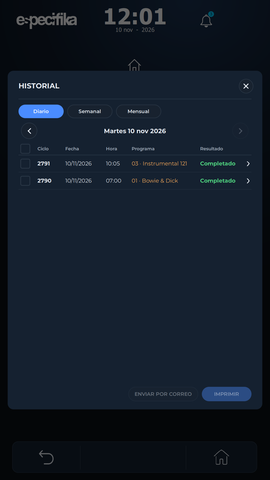 e-specifika
12:01
10 nov - 2026
HISTORIAL
Diario Semanal Mensual
Martes 10 nov 2026
Ciclo Fecha Hora Programa Resultado
2791 10/11/2026 10:05 03 - Instrumental 121 Completado
2790 10/11/2026 07:00 01 - Bowie & Dick Completado
ENVIAR POR CORREO IMPRIMIR